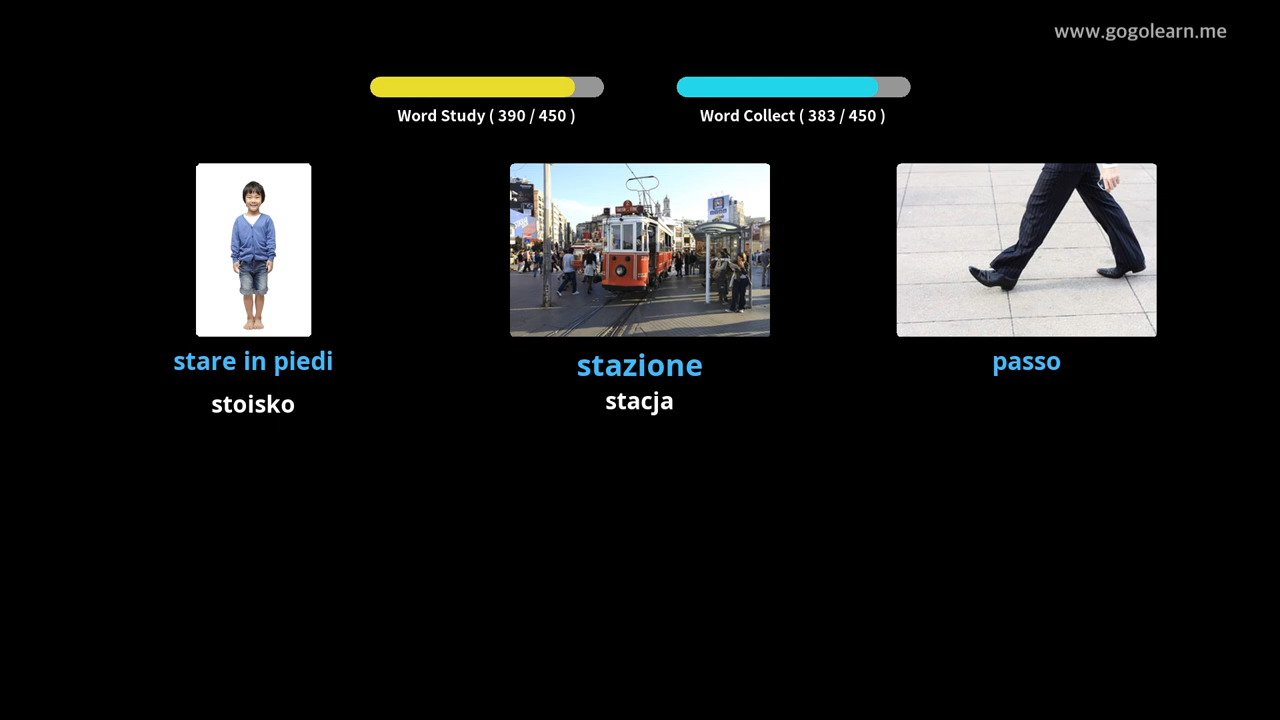 www.gogolearn.me
Word Study ( 390 / 450 )
Word Collect ( 383 / 450 )
stare in piedi
stoisko
stazione
stacja
passo